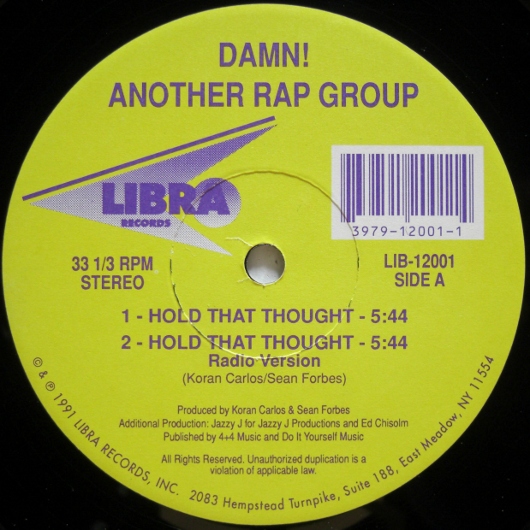 DAMN!
ANOTHER RAP GROUP
LIBRA
RECORDS
3979-12001-1
33 1/3 RPM
STEREO
LIB-12001
SIDE A
1 - HOLD THAT THOUGHT - 5:44
2 - HOLD THAT THOUGHT - 5:44
Radio Version
(Koran Carlos/Sean Forbes)
Produced by Koran Carlos & Sean Forbes
Additional Production: Jazzy J for Jazzy J Productions and Ed Chisolm
Published by 4+4 Music and Do It Yourself Music
All Rights Reserved. Unauthorized duplication is a
violation of applicable law.
© & ℗ 1991 LIBRA RECORDS, INC. 2083 Hempstead Turnpike, Suite 188, East Meadow, NY 11554